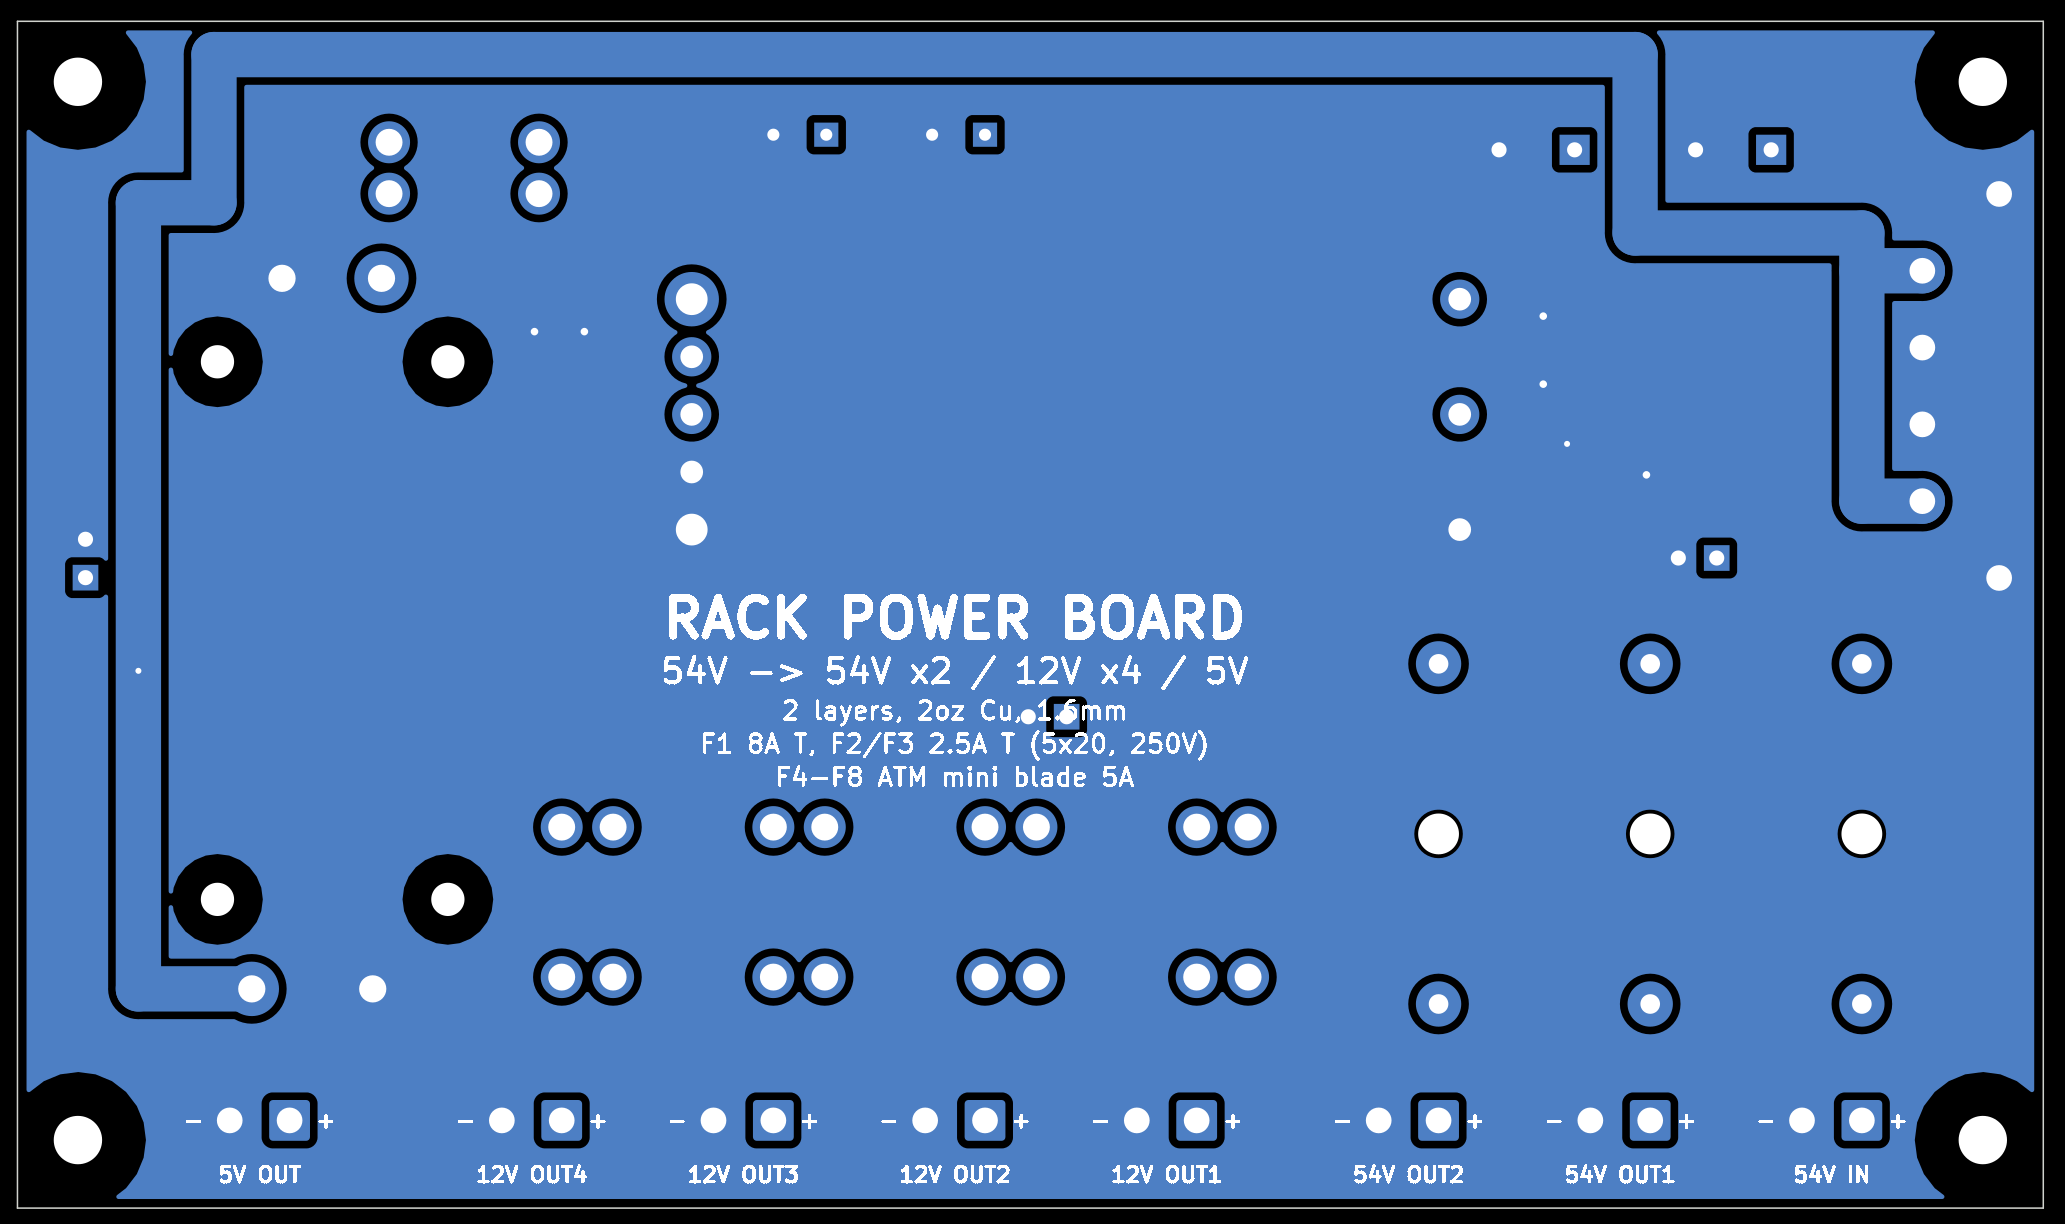 RACK POWER BOARD
54V -> 54V x2 / 12V x4 / 5V
2 layers, 2oz Cu, 1.6mm
F1 8A T, F2/F3 2.5A T (5x20, 250V)
F4-F8 ATM mini blade 5A
- + - + - + - + - + - + - + - +
5V OUT 12V OUT4 12V OUT3 12V OUT2 12V OUT1 54V OUT2 54V OUT1 54V IN